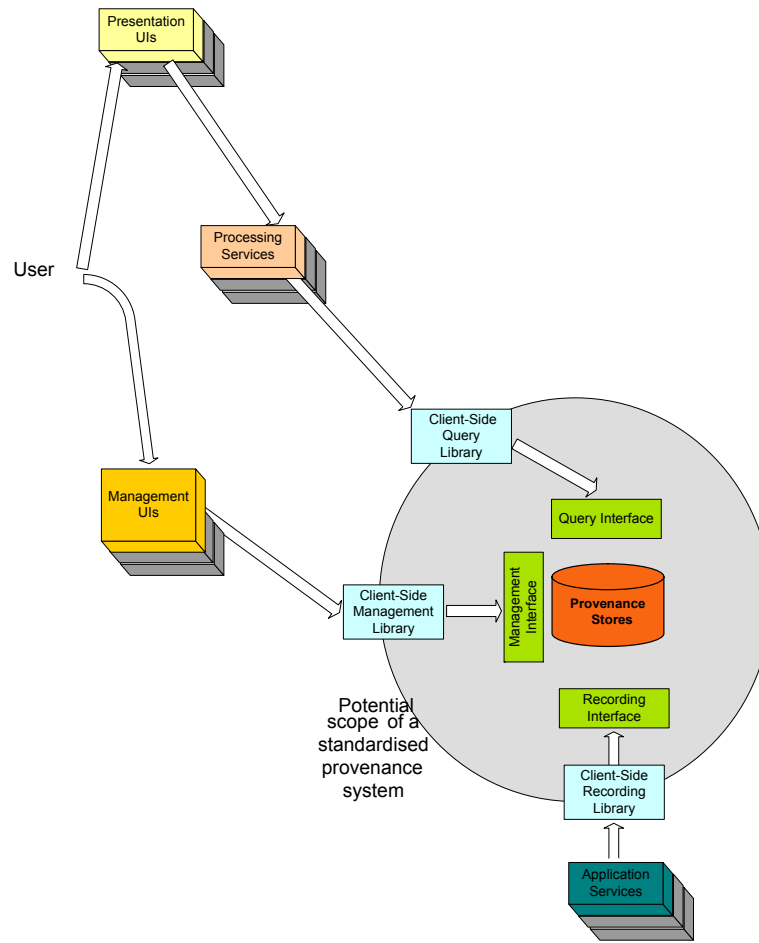 Presentation
UIs
Processing
Services
User
Client-Side
Query
Library
Management
UIs
Query Interface
Client-Side
Management
Library
Management
Interface
Provenance
Stores
Potential
scope of a
standardised
provenance
system
Recording
Interface
Client-Side
Recording
Library
Application
Services